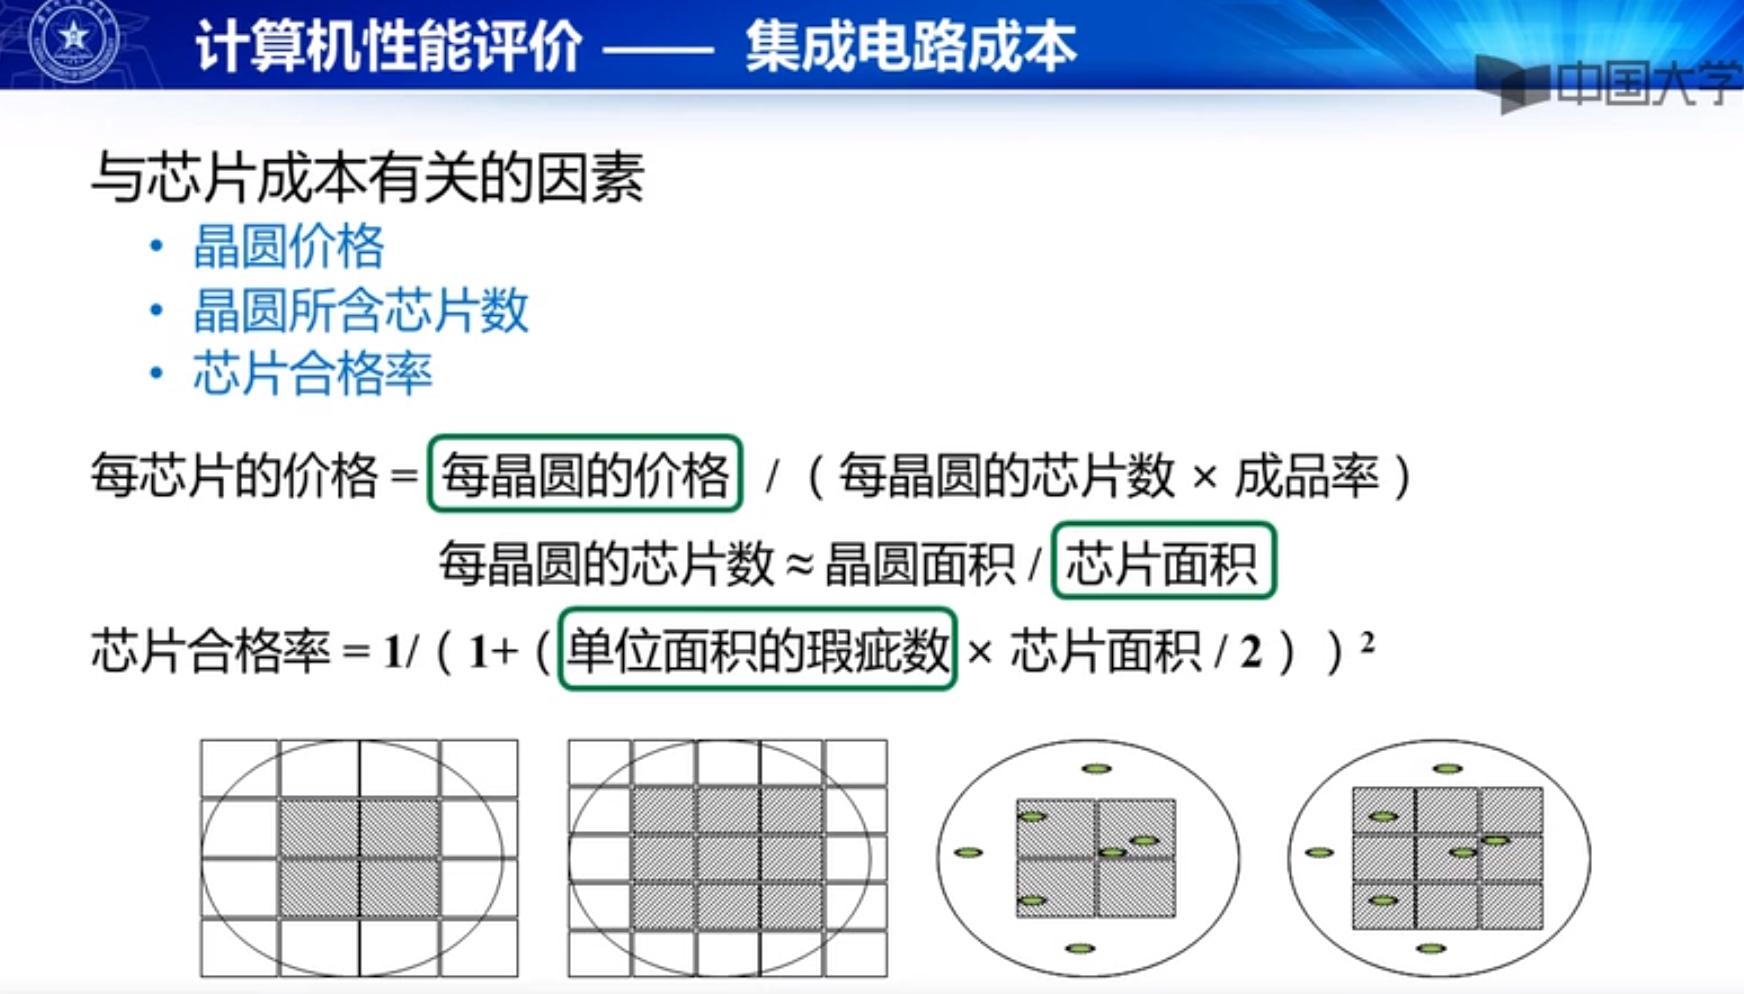 计算机性能评价 —— 集成电路成本
中国大学
与芯片成本有关的因素
• 晶圆价格
• 晶圆所含芯片数
• 芯片合格率
每芯片的价格 = 每晶圆的价格 / （ 每晶圆的芯片数 × 成品率 ）
每晶圆的芯片数 ≈ 晶圆面积 / 芯片面积
芯片合格率 = 1/（ 1+（ 单位面积的瑕疵数 × 芯片面积 / 2 ） ）²